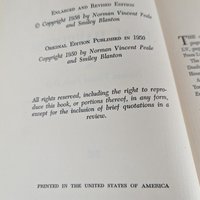 ENLARGED AND REVISED EDITION
© Copyright 1956 by Norman Vincent Peale
and Smiley Blanton
ORIGINAL EDITION PUBLISHED IN 1950
Copyright 1950 by Norman Vincent Peale
and Smiley Blanton
All rights reserved, including the right to repro-
duce this book, or portions thereof, in any form,
except for the inclusion of brief quotations in a
review.
PRINTED IN THE UNITED STATES OF AMERICA